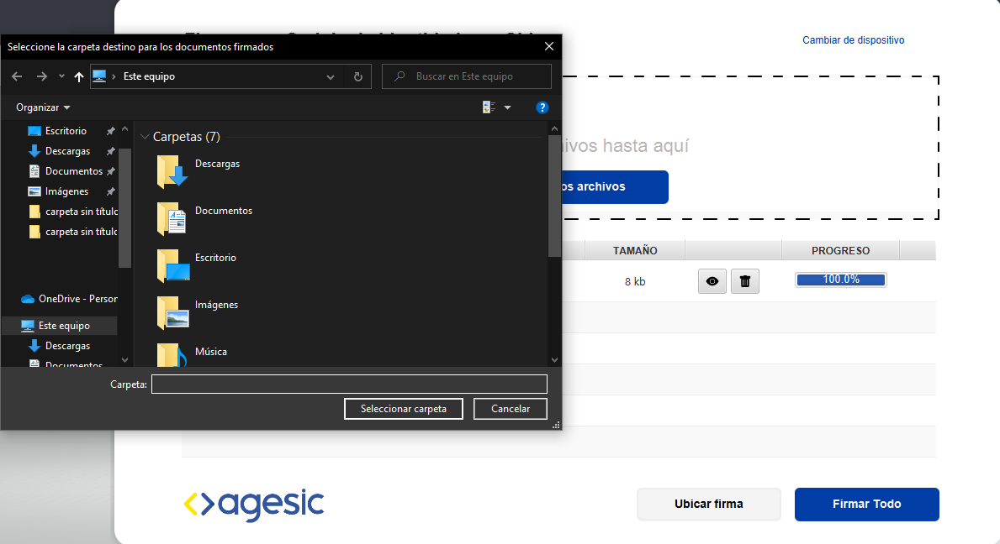 Cambiar de dispositivo
Seleccione la carpeta destino para los documentos firmados
Este equipo
Buscar en Este equipo
Organizar
Escritorio
Descargas
Documentos
Imágenes
carpeta sin título
carpeta sin título
OneDrive - Person
Este equipo
Descargas
Documentos
Carpetas (7)
Descargas
Documentos
Escritorio
Imágenes
Música
Carpeta:
Seleccionar carpeta
Cancelar
ivos hasta aquí
os archivos
TAMAÑO
PROGRESO
8 kb
100.0%
agesic
Ubicar firma
Firmar Todo